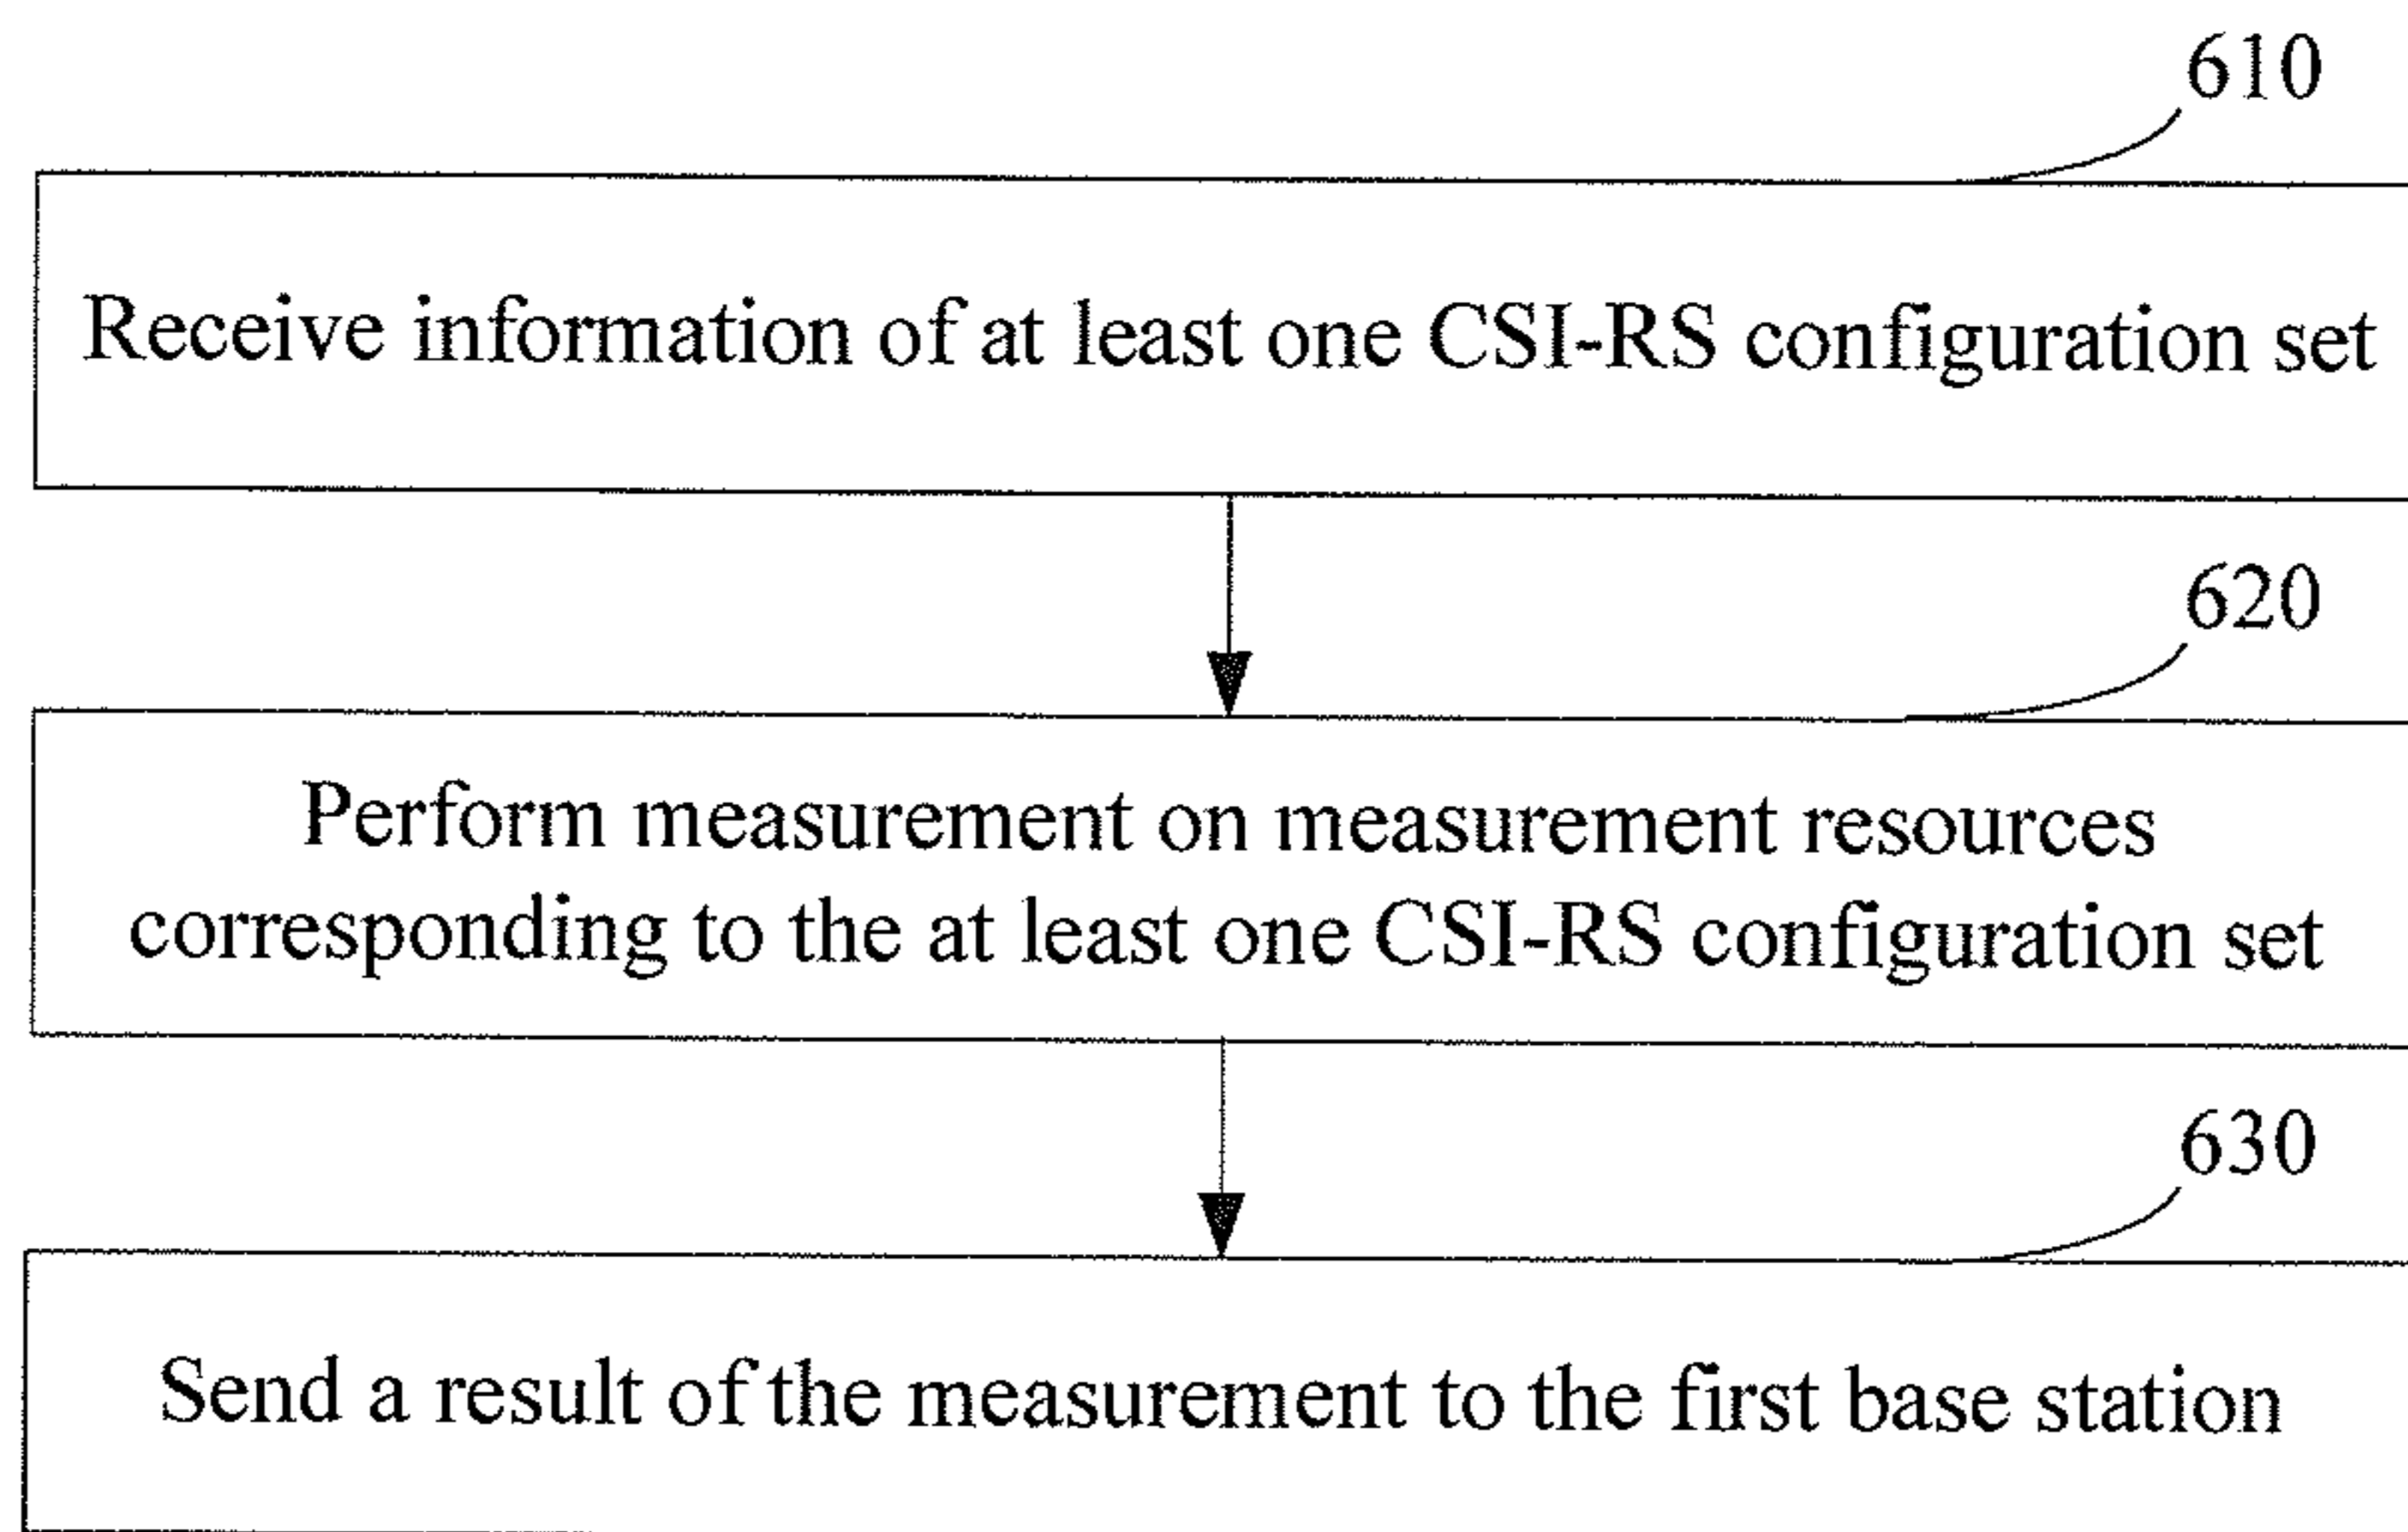 610
Receive information of at least one CSI-RS configuration set
620
Perform measurement on measurement resources
corresponding to the at least one CSI-RS configuration set
630
Send a result of the measurement to the first base station